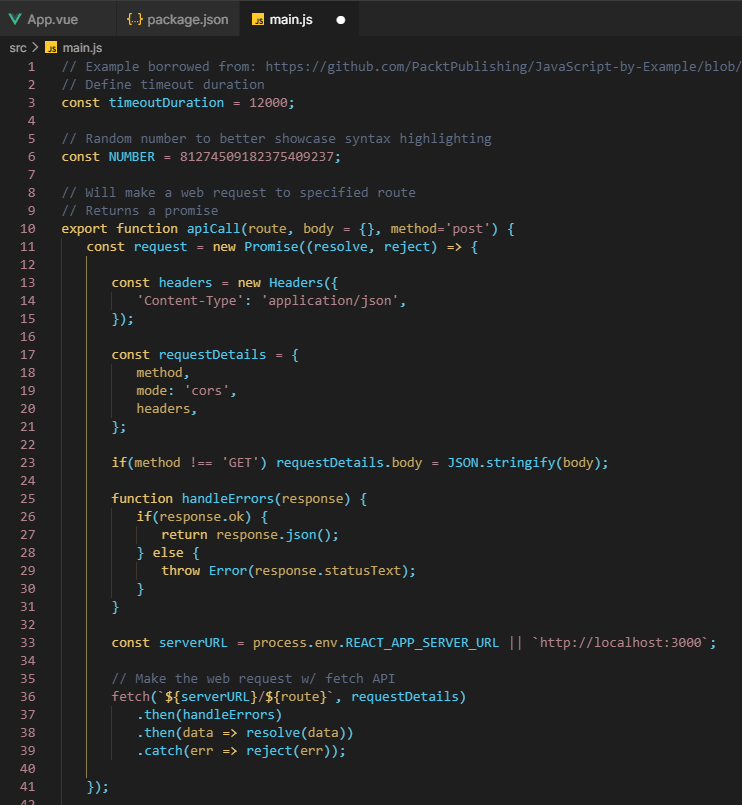 App.vue {..} package.json JS main.js
src > JS main.js
1 // Example borrowed from: https://github.com/PacktPublishing/JavaScript-by-Example/blob/
2 // Define timeout duration
3 const timeoutDuration = 12000;
4
5 // Random number to better showcase syntax highlighting
6 const NUMBER = 81274509182375409237;
7
8 // Will make a web request to specified route
9 // Returns a promise
10 export function apiCall(route, body = {}, method='post') {
11 const request = new Promise((resolve, reject) => {
12
13 const headers = new Headers({
14 'Content-Type': 'application/json',
15 });
16
17 const requestDetails = {
18 method,
19 mode: 'cors',
20 headers,
21 };
22
23 if(method !== 'GET') requestDetails.body = JSON.stringify(body);
24
25 function handleErrors(response) {
26 if(response.ok) {
27 return response.json();
28 } else {
29 throw Error(response.statusText);
30 }
31 }
32
33 const serverURL = process.env.REACT_APP_SERVER_URL || `http://localhost:3000`;
34
35 // Make the web request w/ fetch API
36 fetch(`${serverURL}/${route}`, requestDetails)
37 .then(handleErrors)
38 .then(data => resolve(data))
39 .catch(err => reject(err));
40
41 });
42